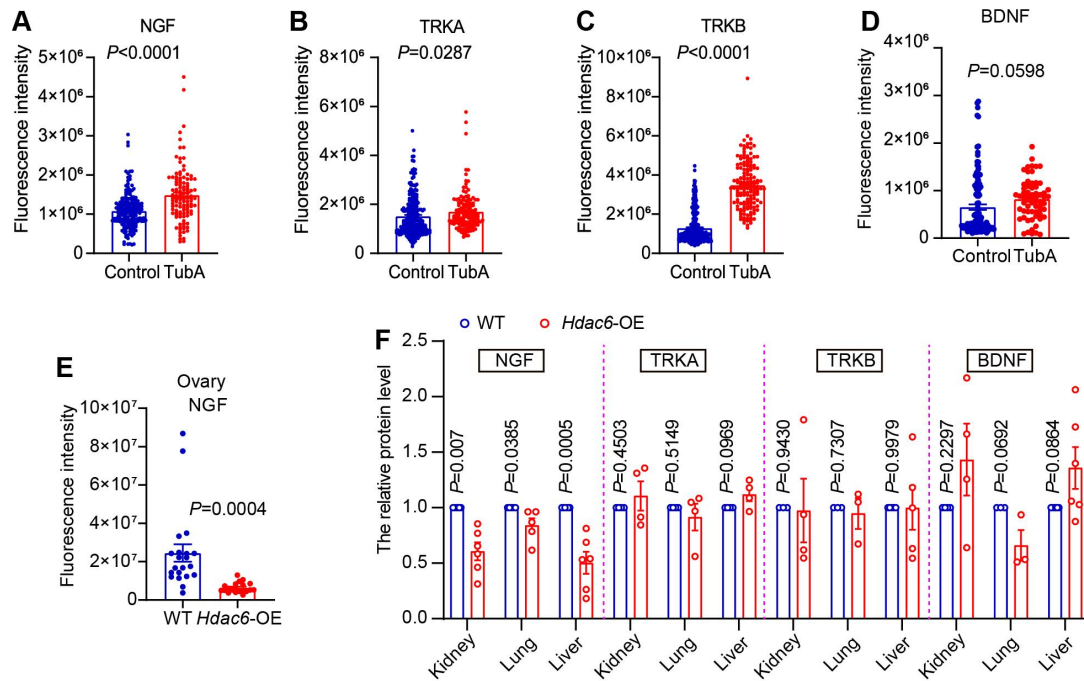 A
NGF
P<0.0001
Fluorescence intensity
5×10⁶
4×10⁶
3×10⁶
2×10⁶
1×10⁶
0
Control TubA
B
TRKA
P=0.0287
Fluorescence intensity
8×10⁶
6×10⁶
4×10⁶
2×10⁶
0
Control TubA
C
TRKB
P<0.0001
Fluorescence intensity
10×10⁶
8×10⁶
6×10⁶
4×10⁶
2×10⁶
0
Control TubA
D
BDNF
P=0.0598
Fluorescence intensity
4×10⁶
3×10⁶
2×10⁶
1×10⁶
0
Control TubA
E
Ovary
NGF
P=0.0004
Fluorescence intensity
10×10⁷
8×10⁷
6×10⁷
4×10⁷
2×10⁷
0
WT Hdac6-OE
F
WT Hdac6-OE
The relative protein level
2.5
2.0
1.5
1.0
0.5
0.0
NGF
P=0.007
P=0.0385
P=0.0005
Kidney
Lung
Liver
TRKA
P=0.4503
P=0.5149
P=0.0969
Kidney
Lung
Liver
TRKB
P=0.9430
P=0.7307
P=0.9979
Kidney
Lung
Liver
BDNF
P=0.2297
P=0.0692
P=0.0864
Kidney
Lung
Liver